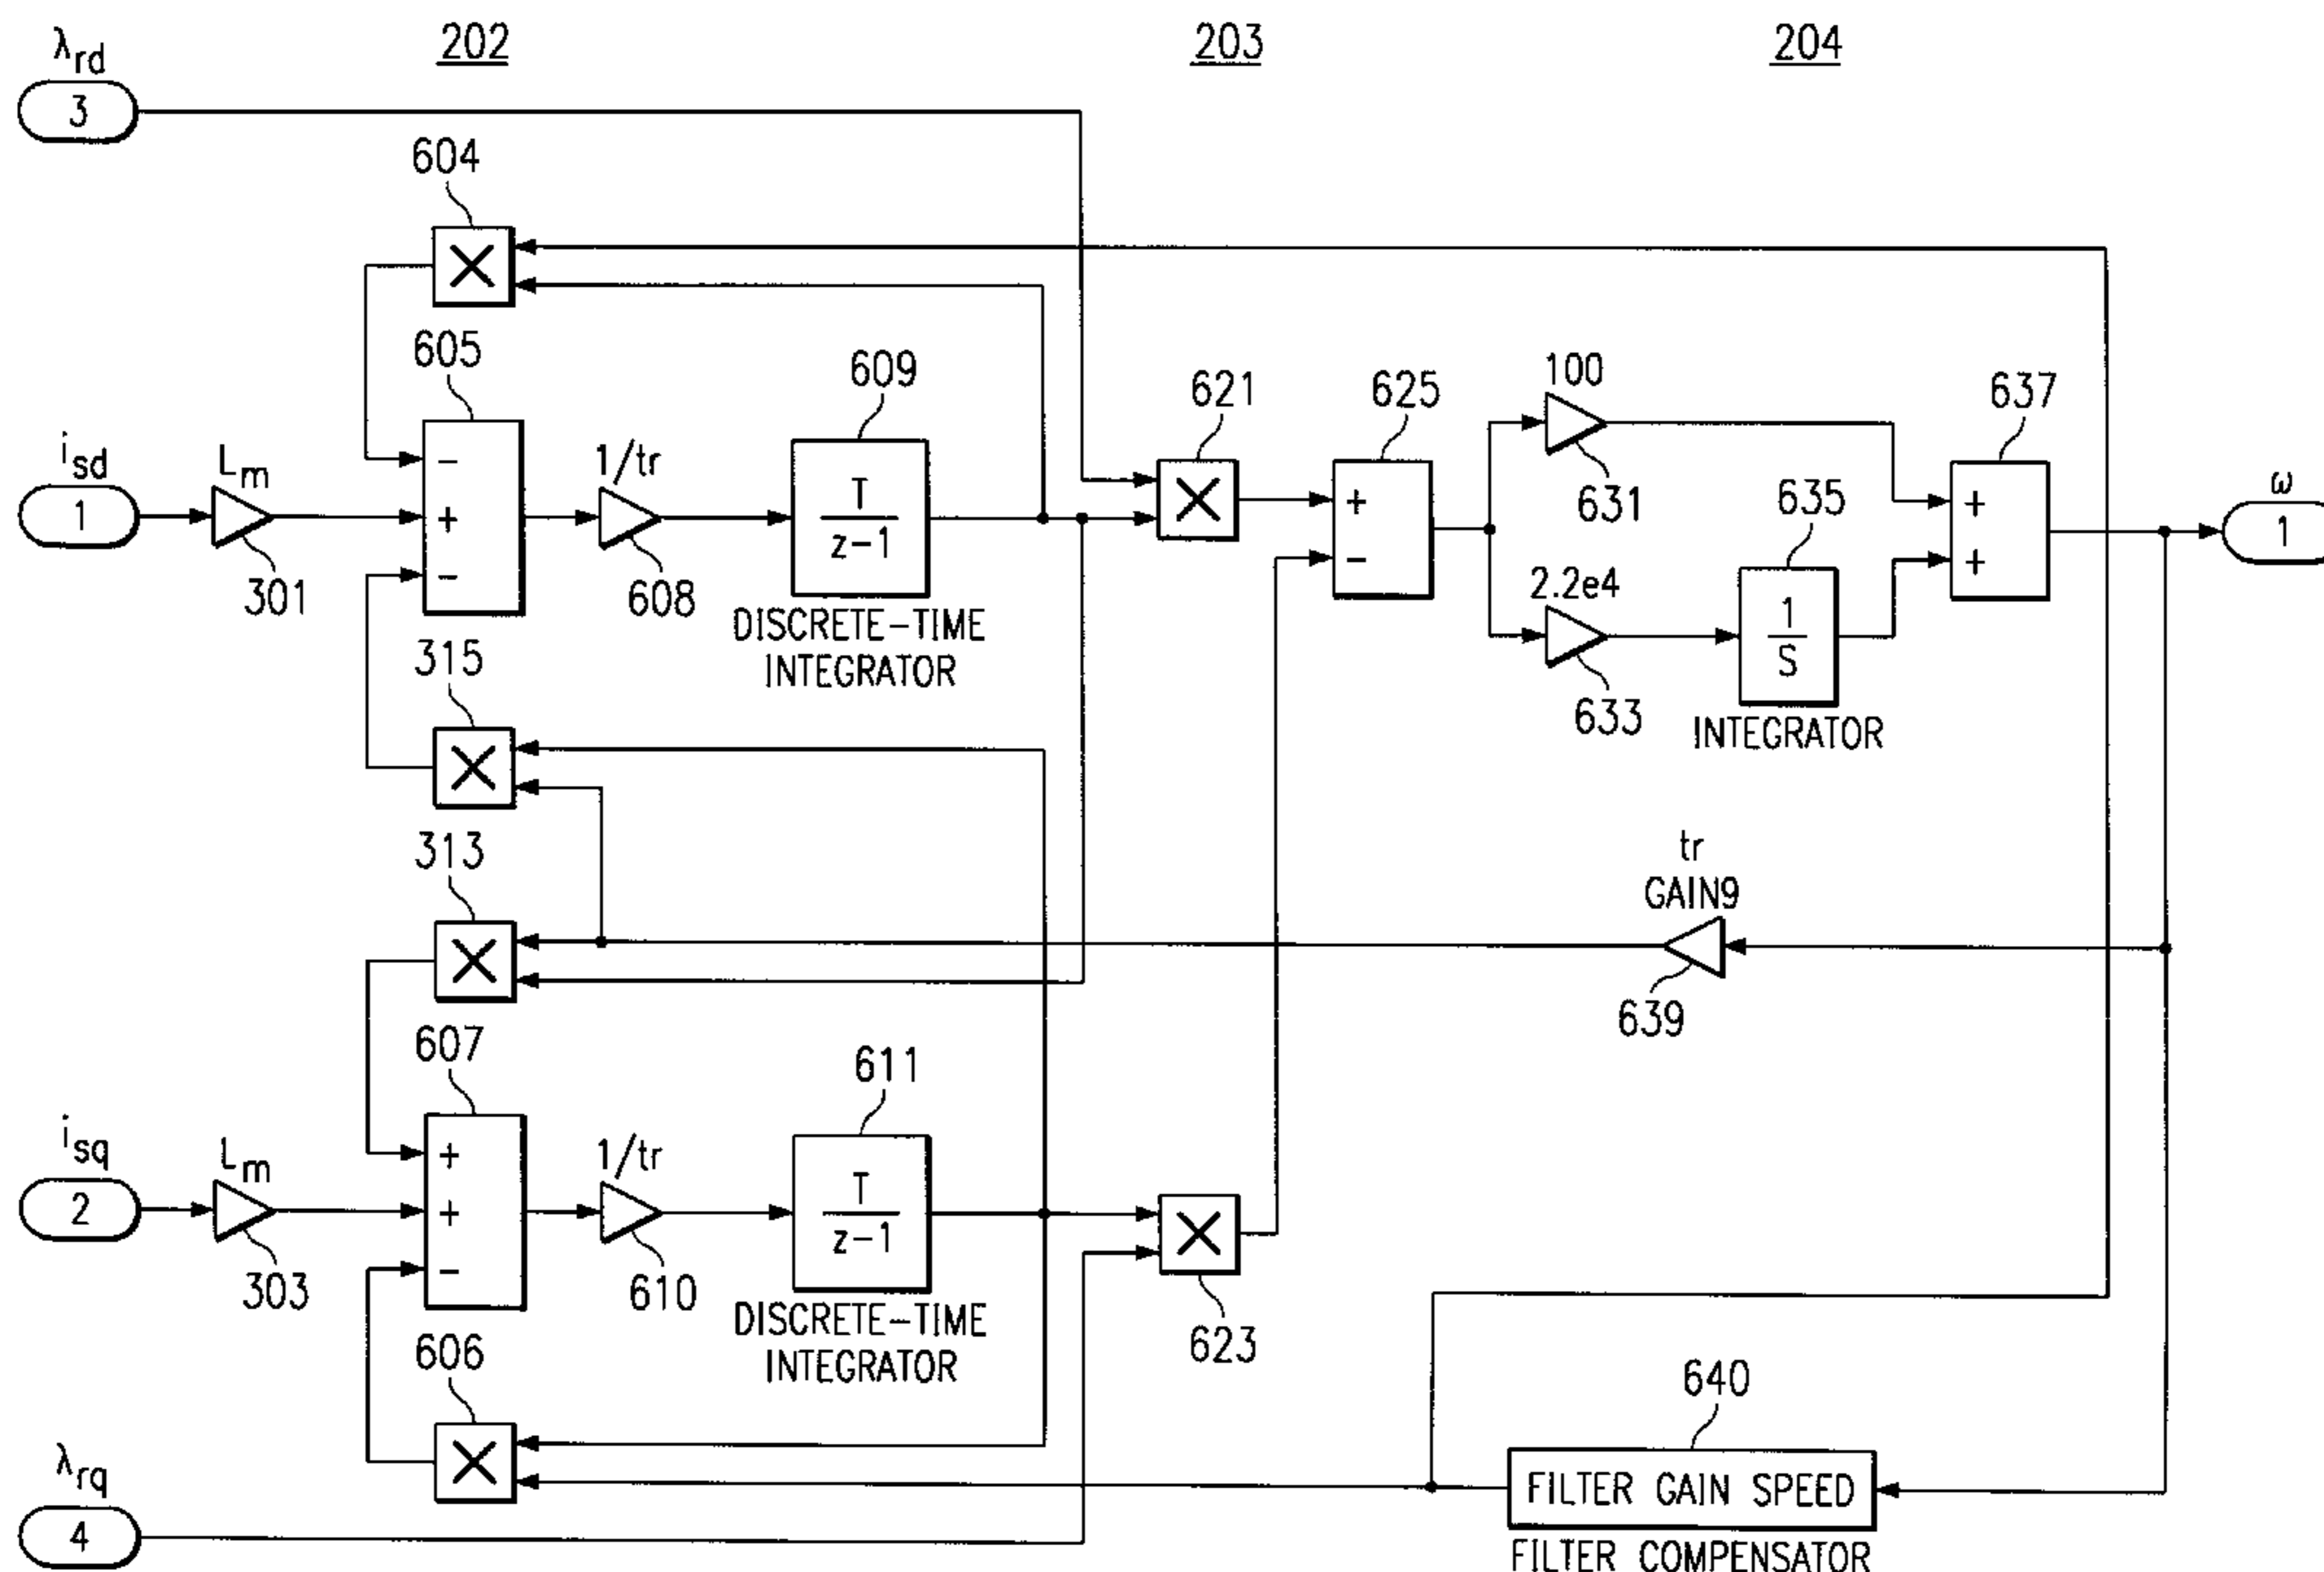 202
203
204
λrd
3
604
605
609
621
625
100
637
isd
1
Lm
301
− + −
1/tr
608
T
z−1
DISCRETE-TIME
INTEGRATOR
+ −
631
2.2e4
633
635
1
S
INTEGRATOR
+ +
ω
1
315
313
tr
GAIN9
639
607
611
isq
2
Lm
303
+ + −
1/tr
610
T
z−1
DISCRETE-TIME
INTEGRATOR
623
606
640
λrq
4
FILTER GAIN SPEED
FILTER COMPENSATOR